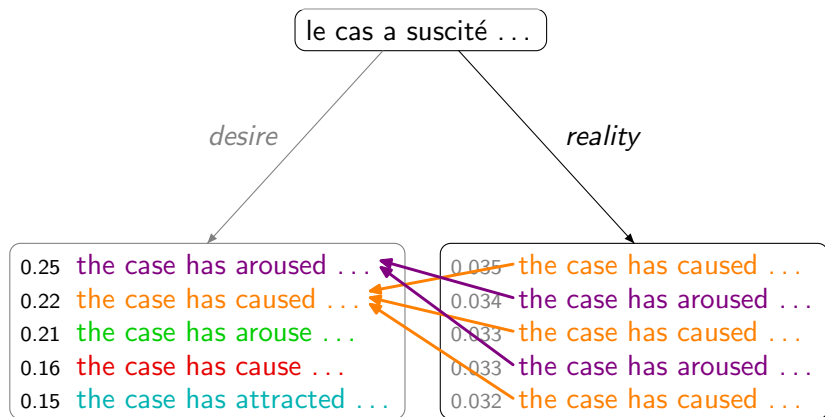 le cas a suscité . . .
desire
reality
0.25 the case has aroused . . .
0.22 the case has caused . . .
0.21 the case has arouse . . .
0.16 the case has cause . . .
0.15 the case has attracted . . .
0.035 the case has caused . . .
0.034 the case has aroused . . .
0.033 the case has caused . . .
0.033 the case has aroused . . .
0.032 the case has caused . . .